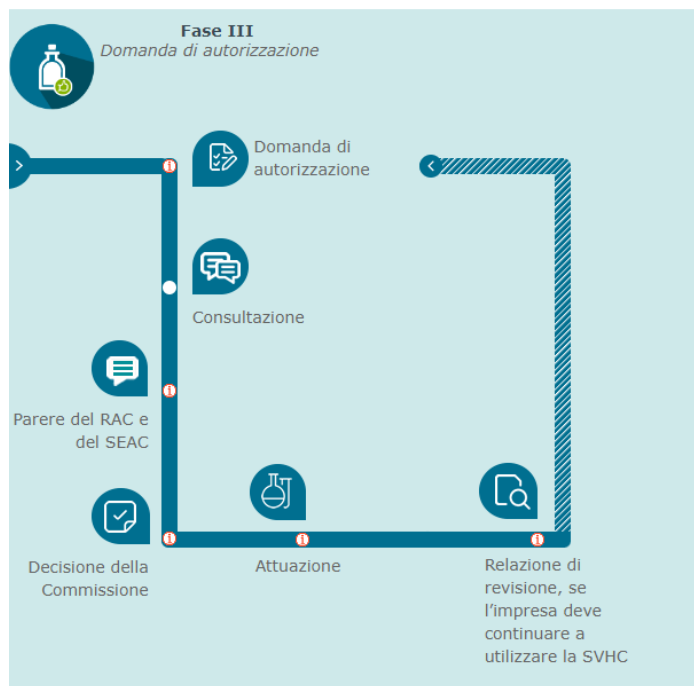 Fase III
Domanda di autorizzazione
Domanda di
autorizzazione
Consultazione
Parere del RAC e
del SEAC
Decisione della
Commissione
Attuazione
Relazione di
revisione, se
l'impresa deve
continuare a
utilizzare la SVHC